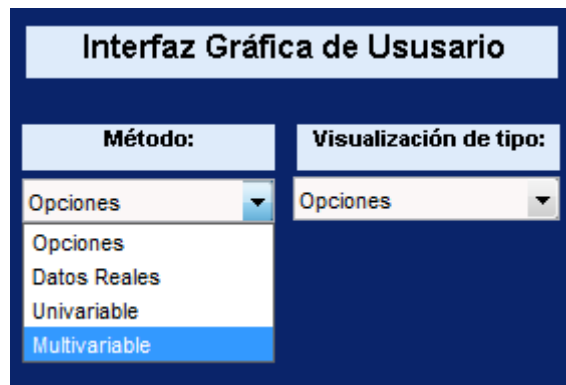 Interfaz Gráfica de Ususario
Método:
Visualización de tipo:
Opciones
Opciones
Opciones
Datos Reales
Univariable
Multivariable